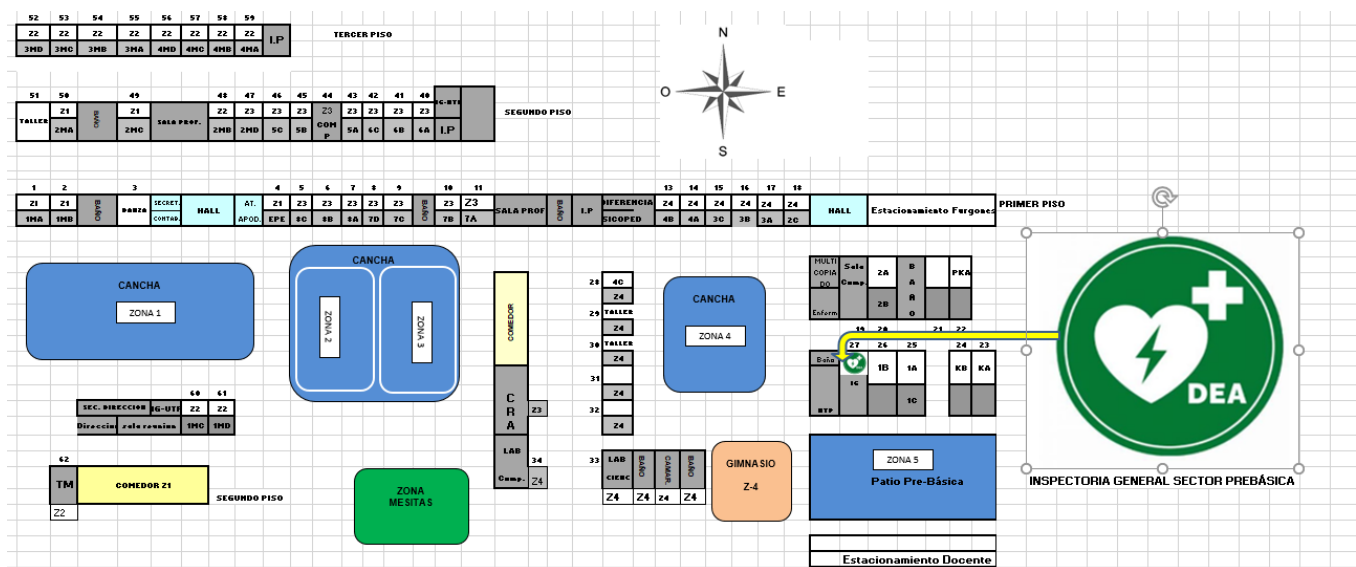 52 53 54 55 56 57 58 59
Z2 Z2 Z2 Z2 Z2 Z2 Z2 Z2 I.P
3MD 3MC 3MB 3MA 4MD 4MC 4MB 4MA
TERCER PISO
N
O E
S
51 50 49 48 47 46 45 44 43 42 41 40
TALLER Z1 BAÑO Z1 SALA PROF. Z2 Z3 Z3 Z3 Z3 Z3 Z3 Z3 Z3 IG-UTP
2MA 2MC 2MB 2MD 5C 5B COM P 5A 6C 6B 6A I.P
SEGUNDO PISO
1 2 3 4 5 6 7 8 9 10 11 13 14 15 16 17 18
Z1 Z1 BAÑO DANZA SECRET. HALL AT. Z1 Z3 Z3 Z3 Z3 Z3 BAÑO Z3 Z3 SALA PROF BAÑO I.P DIFERENCIA Z4 Z4 Z4 Z4 Z4 Z4 HALL Estacionamiento Furgones
1MA 1MB CONTAD. APOD. EPE 8C 8B 8A 7D 7C 7B 7A SICOPED 4B 4A 3C 3B 3A 2C
PRIMER PISO
CANCHA
ZONA 1
CANCHA
ZONA 2
ZONA 3
COMEDOR
CRA
Z3
LAB
Comp.
34
Z4
28 4C
Z4
29 TALLER
Z4
30 TALLER
Z4
31
Z4
32
Z4
33 LAB CIENC BAÑO CAMAR. BAÑO
Z4 Z4 Z4 Z4
CANCHA
ZONA 4
GIMNASIO
Z-4
MULTI COPIA DO Sala Comp. 2A BAÑO PKA
Enferm 2B
19 20 21 22
27 26 25 24 23
Baño 1B 1A KB KA
IG 1C
UTP
ZONA 5
Patio Pre-Básica
Estacionamiento Docente
60 61
SEC. DIRECCION IG-UTP Z2 Z2
Direccion sala reunion 1MC 1MD
62
TM COMEDOR Z1
Z2
SEGUNDO PISO
ZONA
MESITAS
DEA
INSPECTORIA GENERAL SECTOR PREBÁSICA